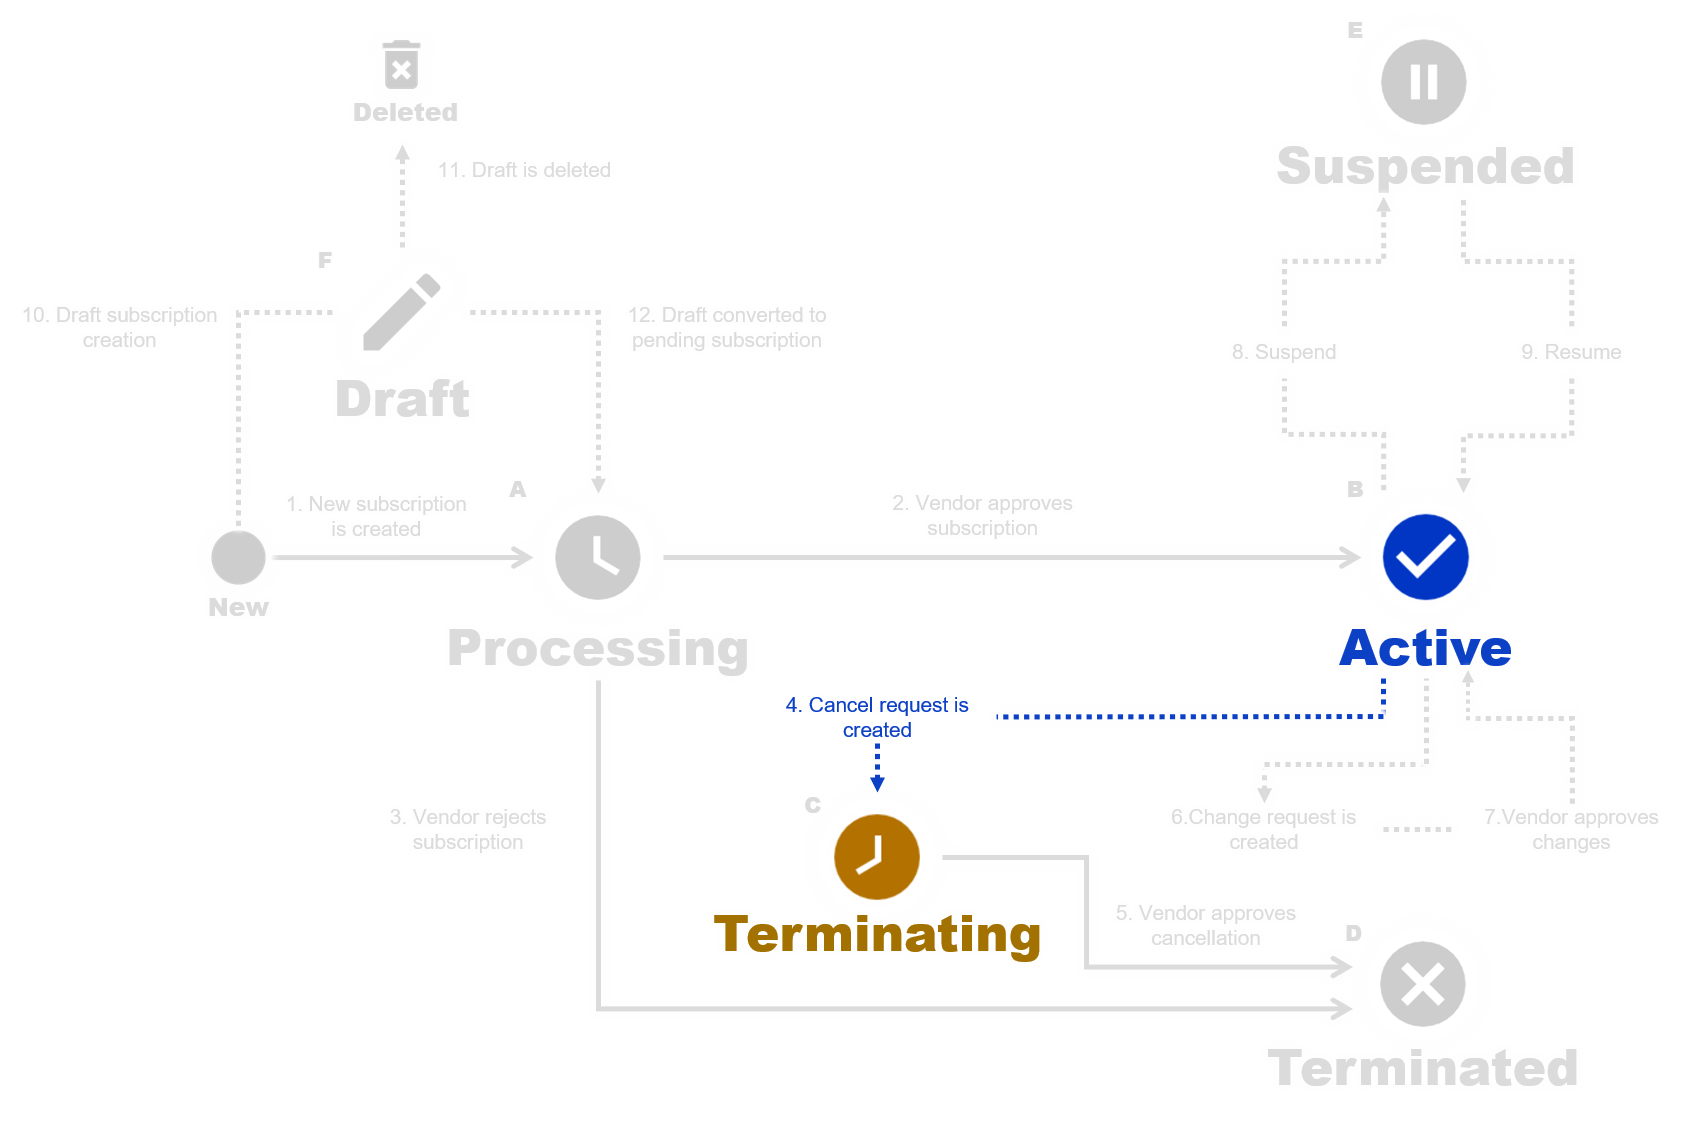 E
Deleted
Suspended
11. Draft is deleted
F
10. Draft subscription
creation
12. Draft converted to
pending subscription
8. Suspend
9. Resume
Draft
A
B
1. New subscription
is created
2. Vendor approves
subscription
New
Processing
Active
4. Cancel request is
created
C
3. Vendor rejects
subscription
6.Change request is
created
7.Vendor approves
changes
Terminating
5. Vendor approves
cancellation
D
Terminated